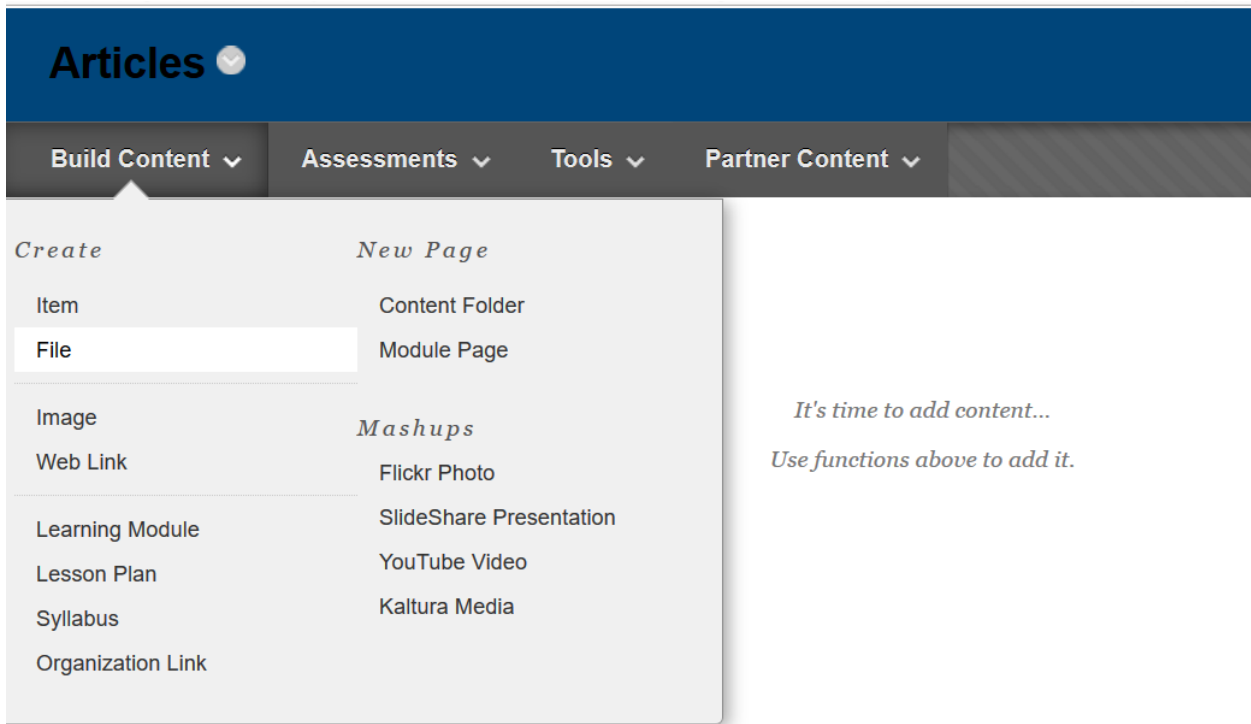 Articles
Build Content
Assessments
Tools
Partner Content
Create
Item
File
Image
Web Link
Learning Module
Lesson Plan
Syllabus
Organization Link
New Page
Content Folder
Module Page
Mashups
Flickr Photo
SlideShare Presentation
YouTube Video
Kaltura Media
It's time to add content...
Use functions above to add it.